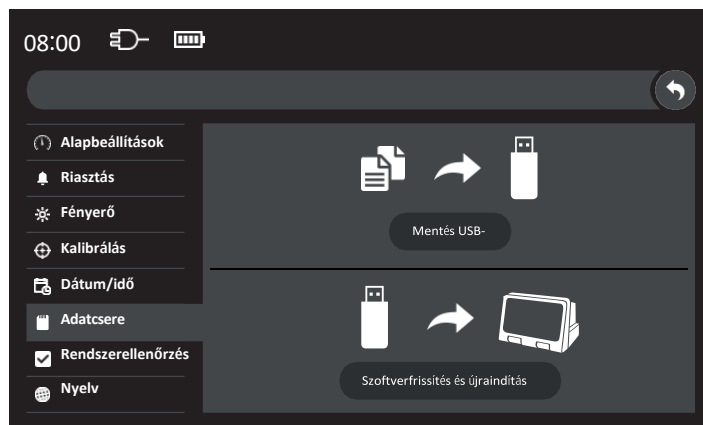 08:00
Alapbeállítások
Riasztás
Fényerő
Kalibrálás
Dátum/idő
Adatcsere
Rendszerellenőrzés
Nyelv
Mentés USB-
Szoftverfrissítés és újraindítás